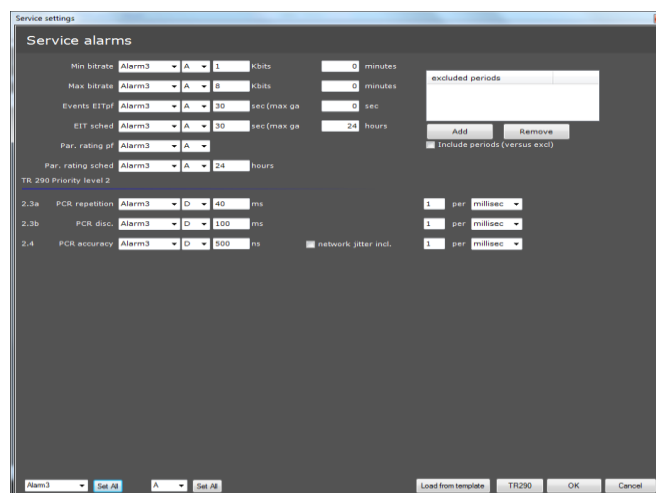 Service settings
Service alarms
Min bitrate Alarm3 A 1 Kbits 0 minutes
excluded periods
Max bitrate Alarm3 A 8 Kbits 0 minutes
Events EITpf Alarm3 A 30 sec(max ga 0 sec
EIT sched Alarm3 A 30 sec(max ga 24 hours
Add Remove
Par. rating pf Alarm3 A
Include periods (versus excl)
Par. rating sched Alarm3 A 24 hours
TR 290 Priority level 2
2.3a PCR repetition Alarm3 D 40 ms 1 per millisec
2.3b PCR disc. Alarm3 D 100 ms 1 per millisec
2.4 PCR accuracy Alarm3 D 500 ns network jitter incl. 1 per millisec
Alarm3 Set All A Set All Load from template TR290 OK Cancel